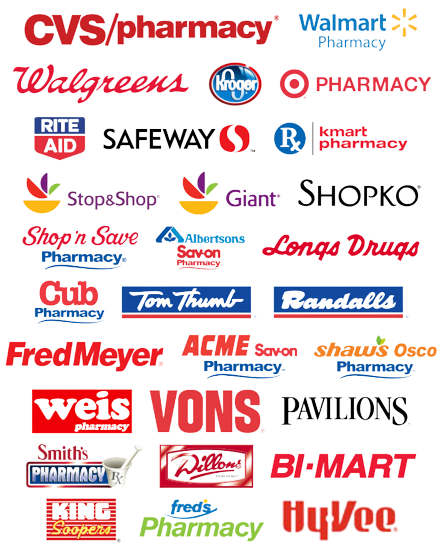 CVS/pharmacy®
Walmart
Pharmacy
Walgreens
Kroger
PHARMACY
RITE
AID
SAFEWAY
Rx
kmart
pharmacy
Stop&Shop®
Giant®
SHOPKO®
Shop 'n Save
Pharmacy®
Albertsons
Sav-on
Pharmacy
Longs Drugs
Cub
Pharmacy
Tom Thumb
Randalls
FredMeyer®
ACME Sav-on
Pharmacy
shaw's Osco
Pharmacy
weis
pharmacy
VONS®
PAVILIONS®
Smith's
PHARMACY Rx
Dillons
BI-MART
KING
Soopers
fred's
Pharmacy
HyVee®